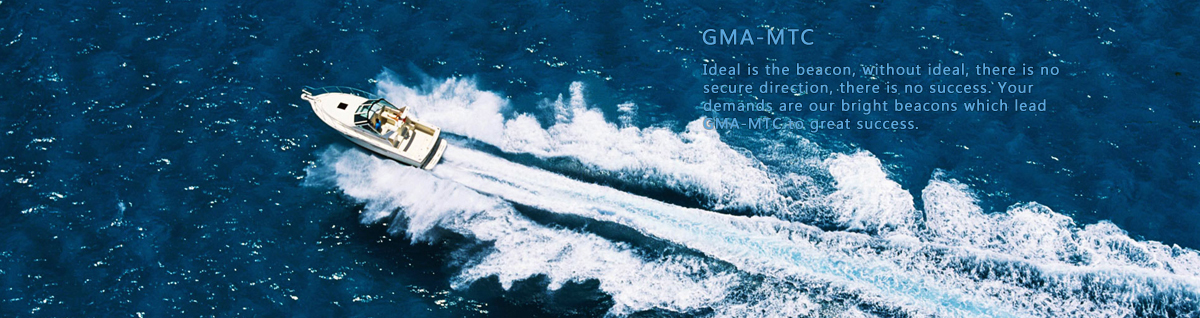 GMA-MTC
Ideal is the beacon, without ideal, there is no
secure direction, there is no success. Your
demands are our bright beacons which lead
GMA-MTC to great success.